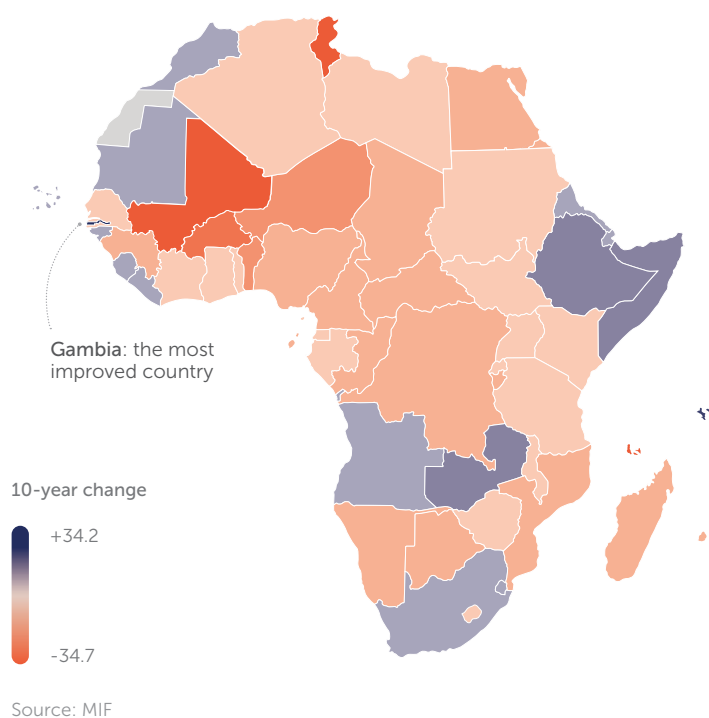 Gambia: the most
improved country
10-year change
+34.2
-34.7
Source: MIF